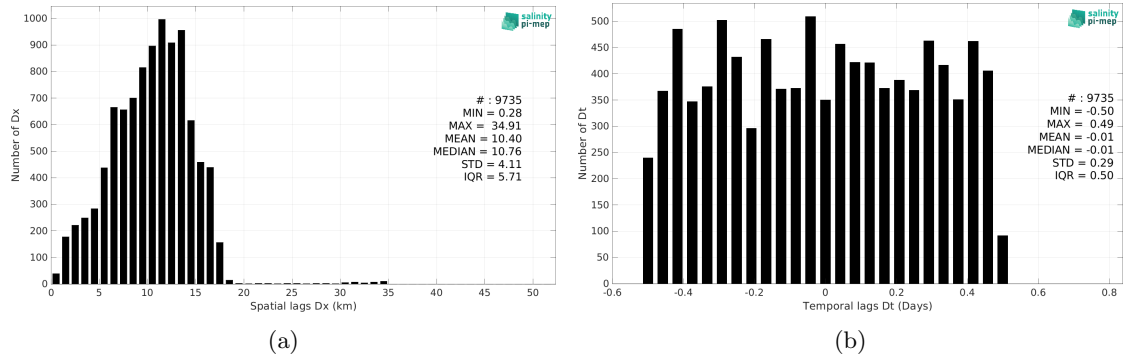 salinity
pi-mep
Number of Dx
1000
900
800
700
600
500
400
300
200
100
0
# : 9735
MIN = 0.28
MAX = 34.91
MEAN = 10.40
MEDIAN = 10.76
STD = 4.11
IQR = 5.71
0 5 10 15 20 25 30 35 40 45 50
Spatial lags Dx (km)
(a)
salinity
pi-mep
Number of Dt
500
450
400
350
300
250
200
150
100
50
0
# : 9735
MIN = -0.50
MAX = 0.49
MEAN = -0.01
MEDIAN = -0.01
STD = 0.29
IQR = 0.50
-0.6 -0.4 -0.2 0 0.2 0.4 0.6 0.8
Temporal lags Dt (Days)
(b)